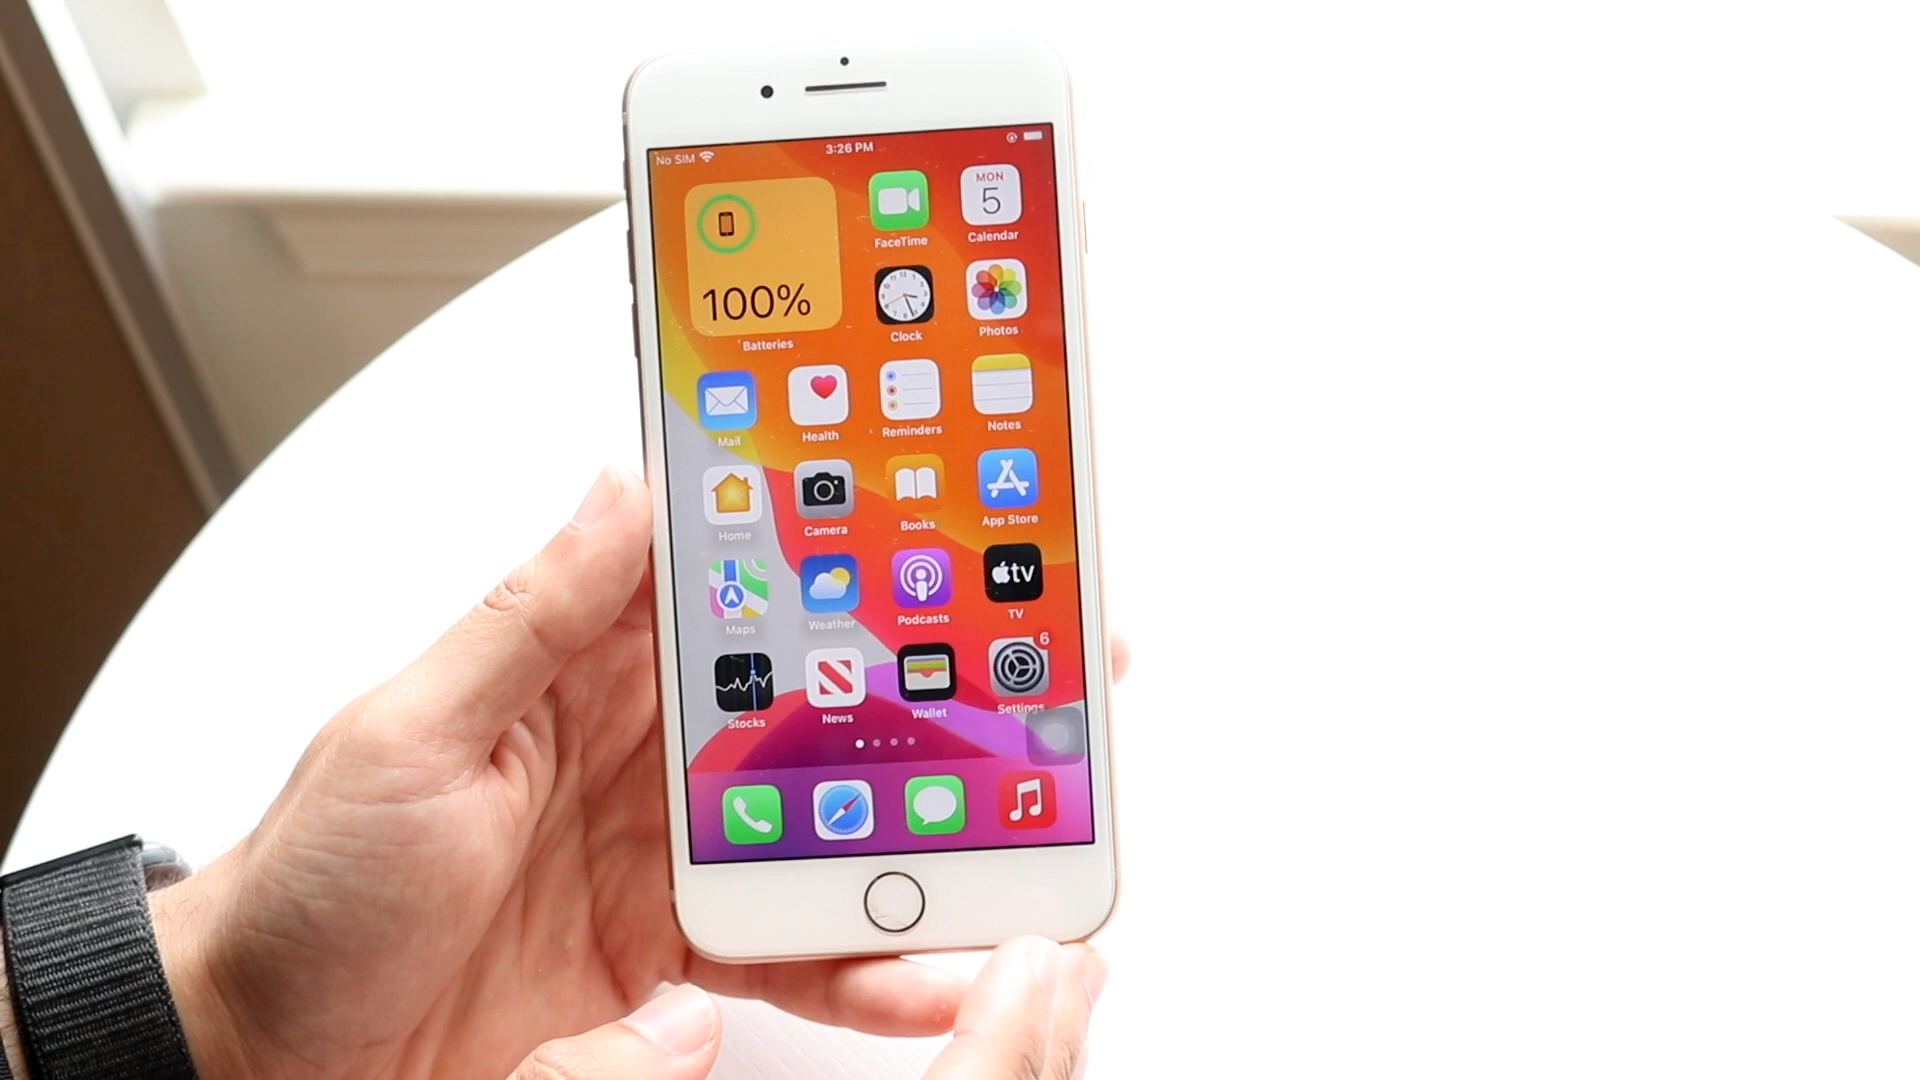 No SIM
3:26 PM
100%
Batteries
FaceTime
MON
5
Calendar
Clock
Photos
Mail
Health
Reminders
Notes
Home
Camera
Books
App Store
Maps
Weather
Podcasts
tv
TV
6
Stocks
News
Wallet
Settings